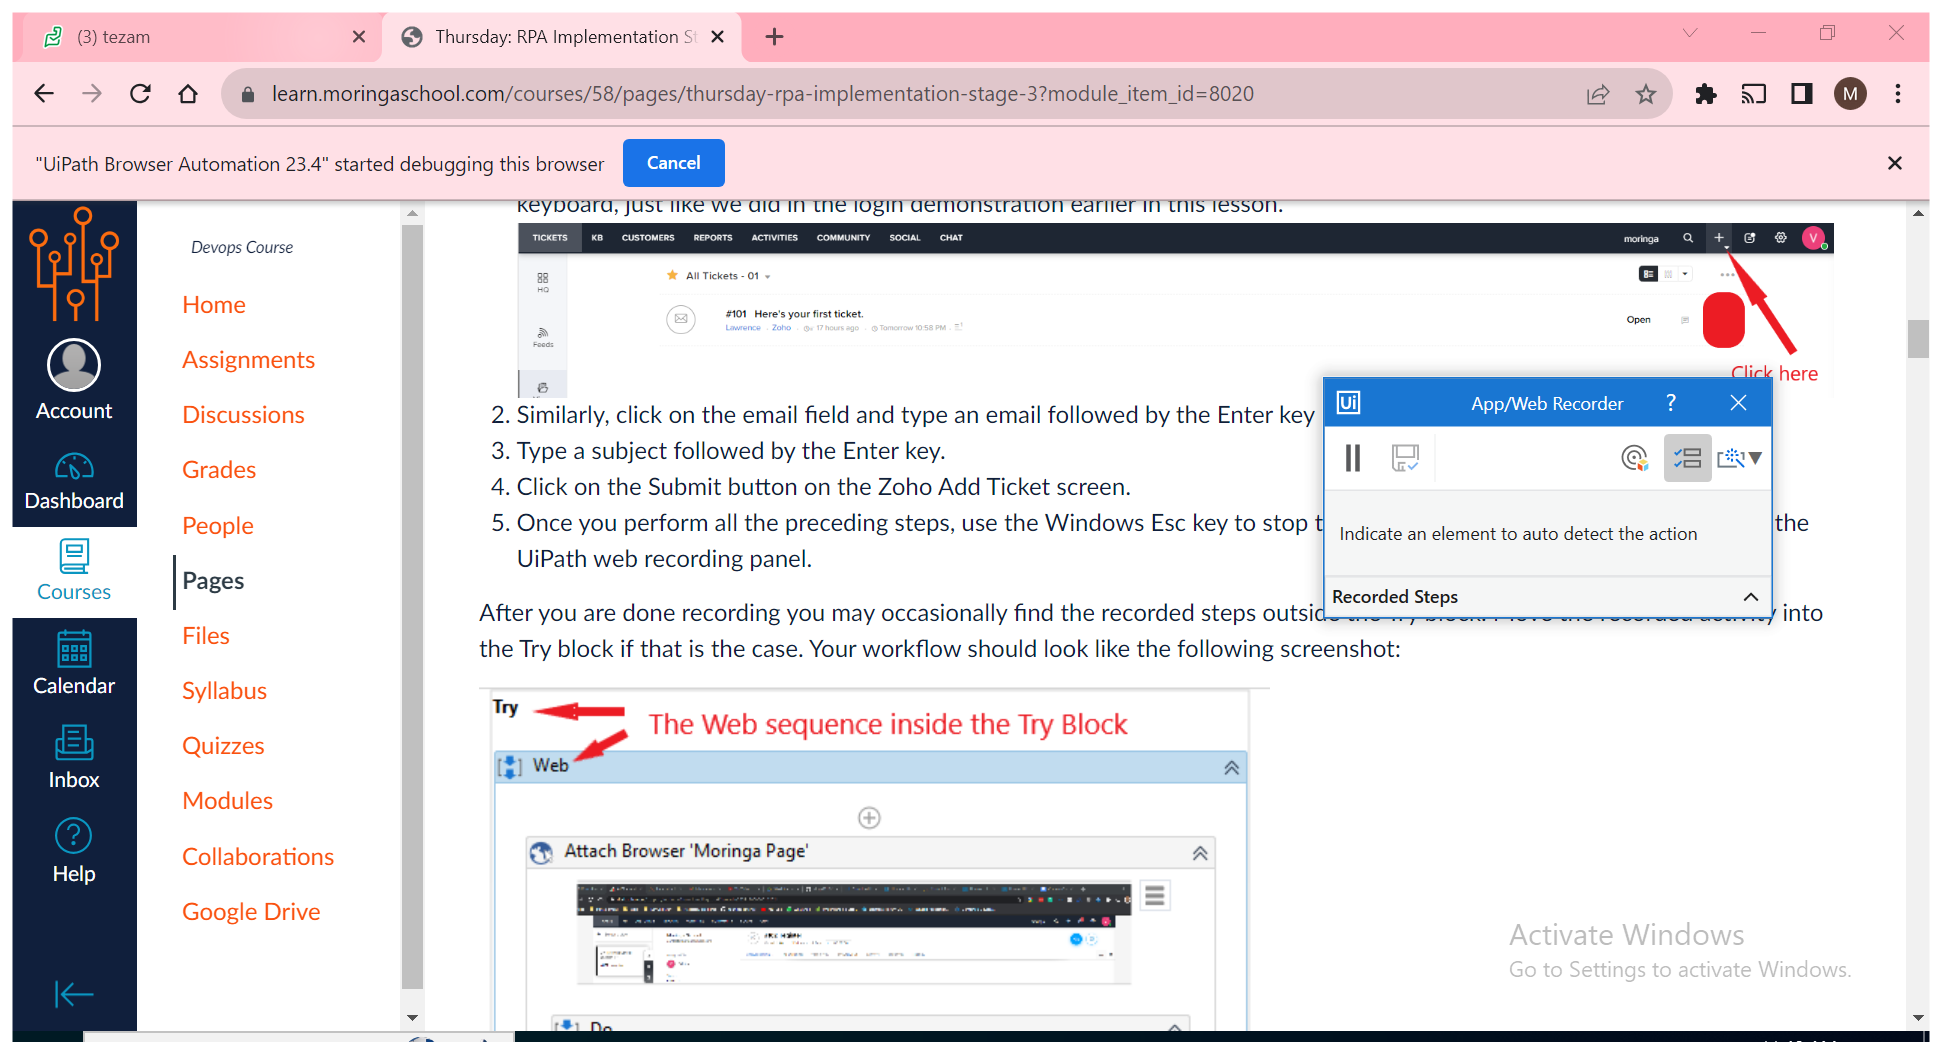 (3) tezam
Thursday: RPA Implementation St
learn.moringaschool.com/courses/58/pages/thursday-rpa-implementation-stage-3?module_item_id=8020
M
"UiPath Browser Automation 23.4" started debugging this browser
Cancel
Account
Dashboard
Courses
Calendar
Inbox
Help
Devops Course
Home
Assignments
Discussions
Grades
People
Pages
Files
Syllabus
Quizzes
Modules
Collaborations
Google Drive
keyboard, just like we did in the login demonstration earlier in this lesson.
TICKETS KB CUSTOMERS REPORTS ACTIVITIES COMMUNITY SOCIAL CHAT moringa V
HQ
All Tickets - 01
#101 Here's your first ticket.
Lawrence · Zoho · 17 hours ago · Tomorrow 10:58 PM
Open
Feeds
Click here
2. Similarly, click on the email field and type an email followed by the Enter key
3. Type a subject followed by the Enter key.
4. Click on the Submit button on the Zoho Add Ticket screen.
5. Once you perform all the preceding steps, use the Windows Esc key to stop t the
UiPath web recording panel.
After you are done recording you may occasionally find the recorded steps outside the Try block. Move the recorded activity into
the Try block if that is the case. Your workflow should look like the following screenshot:
Ui App/Web Recorder ?
Indicate an element to auto detect the action
Recorded Steps
Try
The Web sequence inside the Try Block
Web
Attach Browser 'Moringa Page'
Do
Activate Windows
Go to Settings to activate Windows.